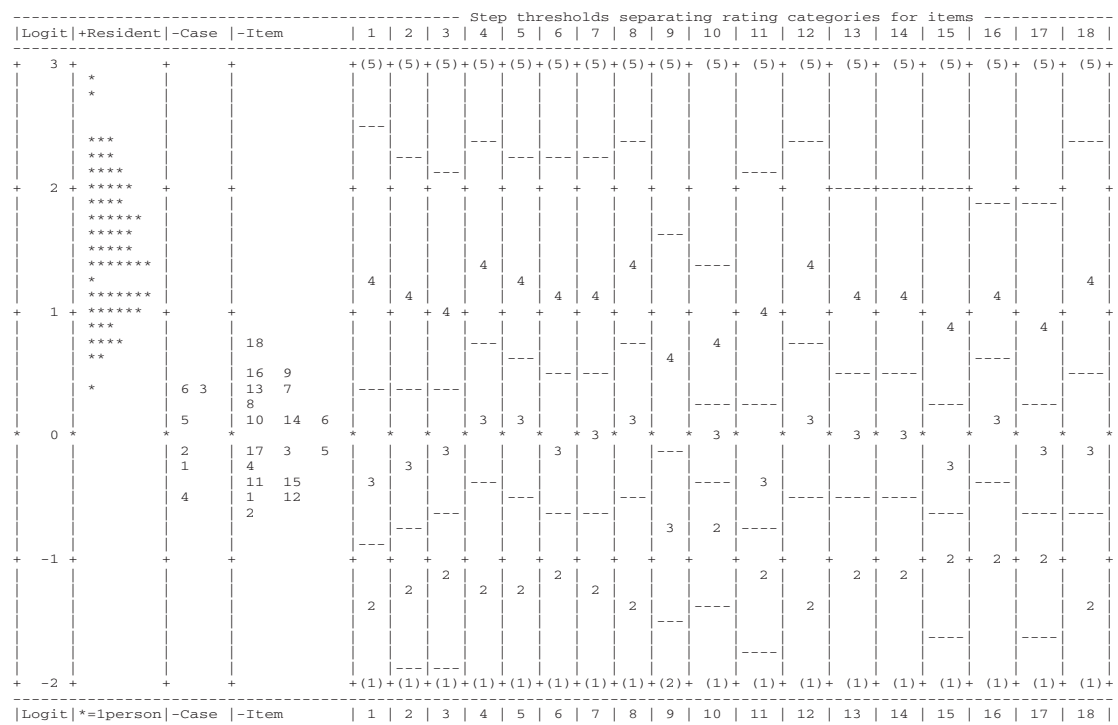 ------------------------------------------------------- Step thresholds separating rating categories for items ----------------
|Logit|+Resident|-Case |-Item | 1 | 2 | 3 | 4 | 5 | 6 | 7 | 8 | 9 | 10 | 11 | 12 | 13 | 14 | 15 | 16 | 17 | 18 |
+ 3 + + + +(5)+(5)+(5)+(5)+(5)+(5)+(5)+(5)+(5)+ (5)+ (5)+ (5)+ (5)+ (5)+ (5)+ (5)+ (5)+ (5)+
| | * | | | | | | | | | | | | | | | | | | | | |
| | * | | | | | | | | | | | | | | | | | | | | |
| | | | | | | | | | | | | | | | | | | | | | |
| | | | |---| | | | | | | | | | | | | | | | | |
| | *** | | | | | |---| | | |---| | | |----| | | | | |----|
| | *** | | | |---| | |---|---|---| | | | | | | | | | | |
| | **** | | | | |---| | | | | | | |----| | | | | | | |
+ 2 + ***** + + + + + + + + + + + + + + +----+----+----+ + + +
| | **** | | | | | | | | | | | | | | | | | |----|----| |
| | ****** | | | | | | | | | | | | | | | | | | | | |
| | ***** | | | | | | | | | | |---| | | | | | | | | |
| | ***** | | | | | | | | | | | | | | | | | | | | |
| | ******* | | | | | | 4 | | | | 4 | |----| | 4 | | | | | | |
| | * | | | 4 | | | | 4 | | | | | | | | | | | | | 4 |
| | ******* | | | | 4 | | | | 4 | 4 | | | | | | 4 | 4 | | 4 | | |
+ 1 + ****** + + + + + 4 + + + + + + + + 4 + + + + + + + +
| | *** | | | | | | | | | | | | | | | | | 4 | | 4 | |
| | **** | | 18 | | | |---| | | |---| | 4 | |----| | | | | | |
| | ** | | | | | | |---| | | | 4 | | | | | | |----| | |
| | | | 16 9 | | | | | |---|---| | | | | |----|----| | | |----|
| | * | 6 3 | 13 7 |---|---|---| | | | | | | | | | | | | | | |
| | | | 8 | | | | | | | | | |----|----| | | |----| |----| |
| | | 5 | 10 14 6 | | | | 3 | 3 | | | 3 | | | | 3 | | | | 3 | | |
* 0 * * * * * * * * * * 3 * * * 3 * * * 3 * 3 * * * * *
| | | 2 | 17 3 5 | | | 3 | | | 3 | | |---| | | | | | | | 3 | 3 |
| | | 1 | 4 | | 3 | | | | | | | | | | | | | 3 | | | |
| | | | 11 15 | 3 | | |---| | | | | |----| 3 | | | | | | | |
| | | 4 | 1 12 | | | | |---| | |---| | | |----|----|----| | | | |
| | | | 2 | | |---| | |---|---| | | | | | | |----| |----|----|
| | | | | |---| | | | | | | 3 | 2 |----| | | | | | | |
| | | | |---| | | | | | | | | | | | | | | | | |
+ -1 + + + + + + + + + + + + + + + + + + 2 + 2 + 2 + +
| | | | | | | 2 | | | 2 | | | | | 2 | | 2 | 2 | | | | |
| | | | | | 2 | | 2 | 2 | | 2 | | | | | | | | | | | |
| | | | | 2 | | | | | | | 2 | |----| | 2 | | | | | | 2 |
| | | | | | | | | | | | |---| | | | | | | | | |
| | | | | | | | | | | | | | | | | | |----| |----| |
| | | | | | | | | | | | | | |----| | | | | | | |
| | | | | |---|---| | | | | | | | | | | | | | | |
+ -2 + + + +(1)+(1)+(1)+(1)+(1)+(1)+(1)+(1)+(2)+ (1)+ (1)+ (1)+ (1)+ (1)+ (1)+ (1)+ (1)+ (1)+
|Logit|*=1person|-Case |-Item | 1 | 2 | 3 | 4 | 5 | 6 | 7 | 8 | 9 | 10 | 11 | 12 | 13 | 14 | 15 | 16 | 17 | 18 |